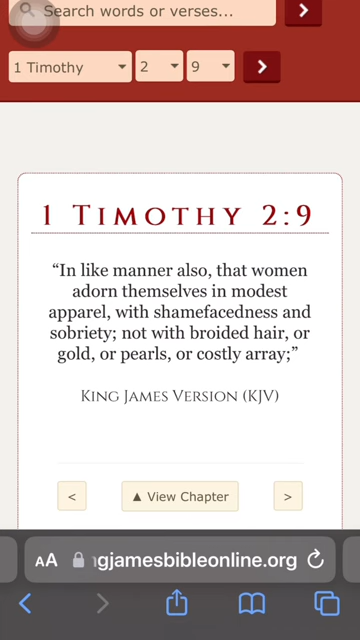 Search words or verses...
1 Timothy 2 9
1 Timothy 2:9
“In like manner also, that women
adorn themselves in modest
apparel, with shamefacedness and
sobriety; not with broided hair, or
gold, or pearls, or costly array;”
King James Version (KJV)
< ▲ View Chapter >
AA ngjamesbibleonline.org